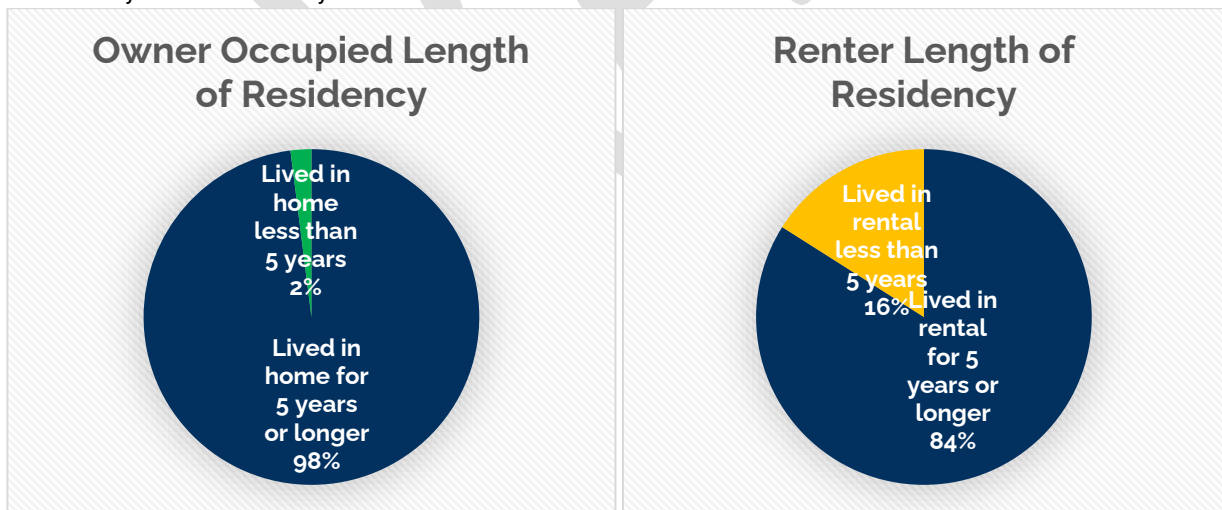 Owner Occupied Length
of Residency
Lived in
home
less than
5 years
2%
Lived in
home for
5 years
or longer
98%
Renter Length of
Residency
Lived in
rental
less than
5 years
16%
Lived in
rental
for 5
years or
longer
84%